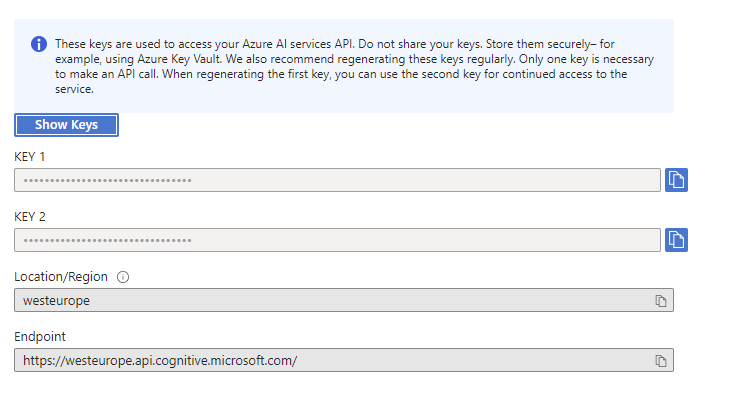 These keys are used to access your Azure AI services API. Do not share your keys. Store them securely– for
example, using Azure Key Vault. We also recommend regenerating these keys regularly. Only one key is necessary
to make an API call. When regenerating the first key, you can use the second key for continued access to the
service.
Show Keys
KEY 1
••••••••••••••••••••••••••••••••
KEY 2
••••••••••••••••••••••••••••••••
Location/Region
westeurope
Endpoint
https://westeurope.api.cognitive.microsoft.com/